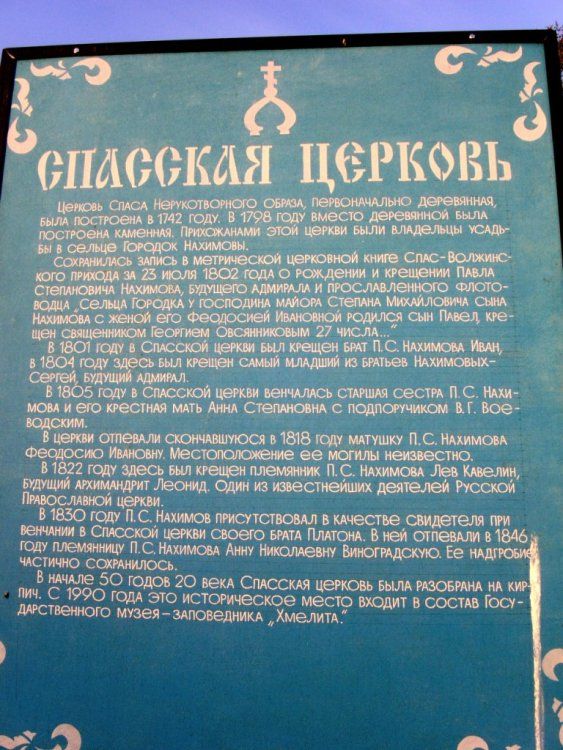 СПАССКАЯ ЦЕРКОВЬ
Церковь Спаса Нерукотворного Образа, первоначально деревянная,
была построена в 1742 году. В 1798 году вместо деревянной была
построена каменная. Прихожанами этой церкви были владельцы усадь-
бы в сельце Городок Нахимовы.
Сохранилась запись в метрической церковной книге Спас-Волжинс-
кого прихода за 23 июля 1802 года о рождении и крещении Павла
Степановича Нахимова, будущего адмирала и прославленного флото-
водца „Сельца Городка у господина майора Степана Михайловича сына
Нахимова с женой его Феодосией Ивановной родился сын Павел, кре-
щен священником Георгием Овсянниковым 27 числа..."
В 1801 году в Спасской церкви был крещен брат П.С. Нахимова Иван,
в 1804 году здесь был крещен самый младший из братьев Нахимовых-
Сергей, будущий адмирал.
В 1805 году в Спасской церкви венчалась старшая сестра П.С. Нахи-
мова и его крестная мать Анна Степановна с подпоручиком В.Г. Вое-
водским.
В церкви отпевали скончавшуюся в 1818 году матушку П.С. Нахимова
Феодосию Ивановну. Местоположение ее могилы неизвестно.
В 1822 году здесь был крещен племянник П.С. Нахимова Лев Кавелин,
будущий архимандрит Леонид. Один из известнейших деятелей Русской
Православной церкви.
В 1830 году П.С. Нахимов присутствовал в качестве свидетеля при
венчании в Спасской церкви своего брата Платона. В ней отпевали в 1846
году племянницу П.С. Нахимова Анну Николаевну Виноградскую. Ее надгробие
частично сохранилось.
В начале 50 годов 20 века Спасская церковь была разобрана на кир-
пич. С 1990 года это историческое место входит в состав Госу-
дарственного музея-заповедника „Хмелита."